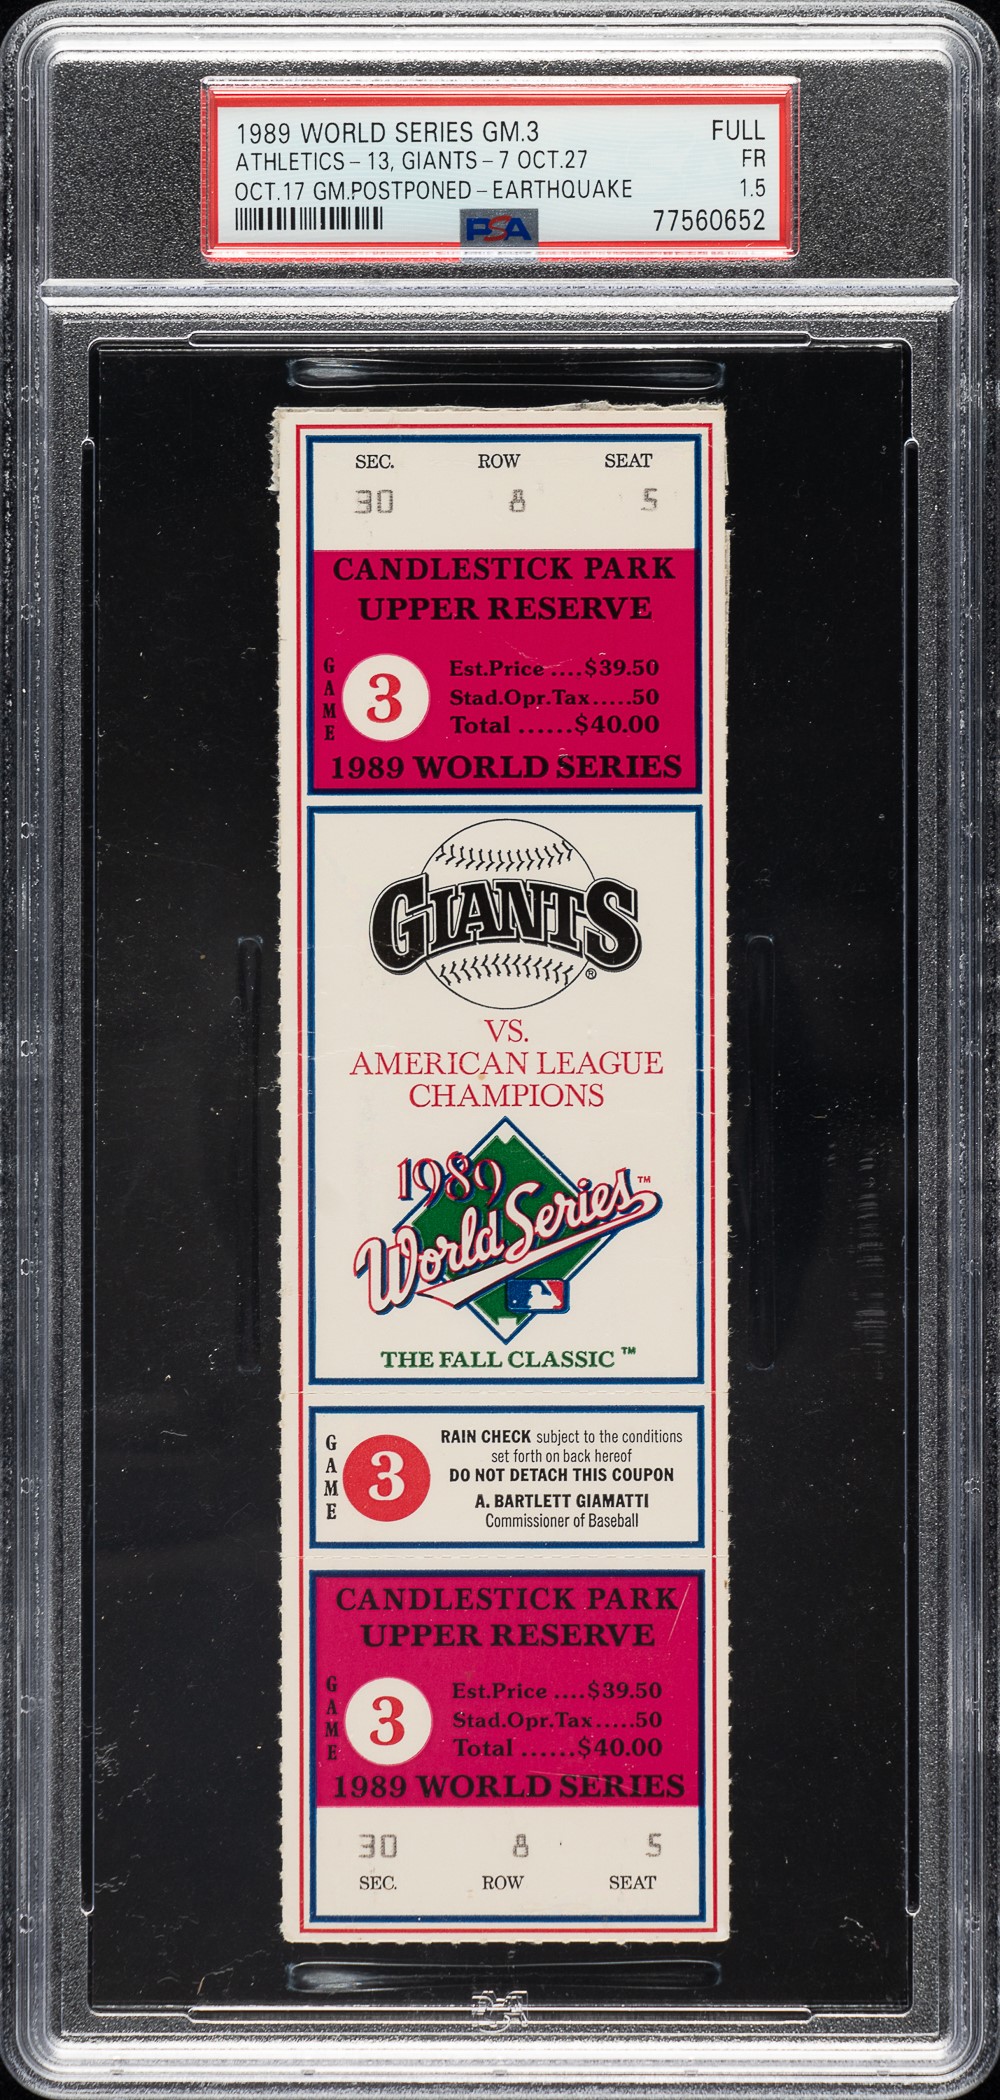 1989 WORLD SERIES GM.3 FULL
ATHLETICS - 13, GIANTS - 7 OCT.27 FR
OCT.17 GM.POSTPONED - EARTHQUAKE 1.5
PSA 77560652
SEC. ROW SEAT
30 8 5
CANDLESTICK PARK
UPPER RESERVE
GAME
3
Est.Price ....$39.50
Stad.Opr.Tax.....50
Total ......$40.00
1989 WORLD SERIES
GIANTS®
VS.
AMERICAN LEAGUE
CHAMPIONS
1989
World Series™
THE FALL CLASSIC™
GAME
3
RAIN CHECK subject to the conditions
set forth on back hereof
DO NOT DETACH THIS COUPON
A. BARTLETT GIAMATTI
Commissioner of Baseball
CANDLESTICK PARK
UPPER RESERVE
GAME
3
Est.Price ....$39.50
Stad.Opr.Tax.....50
Total ......$40.00
1989 WORLD SERIES
30 8 5
SEC. ROW SEAT
PSA